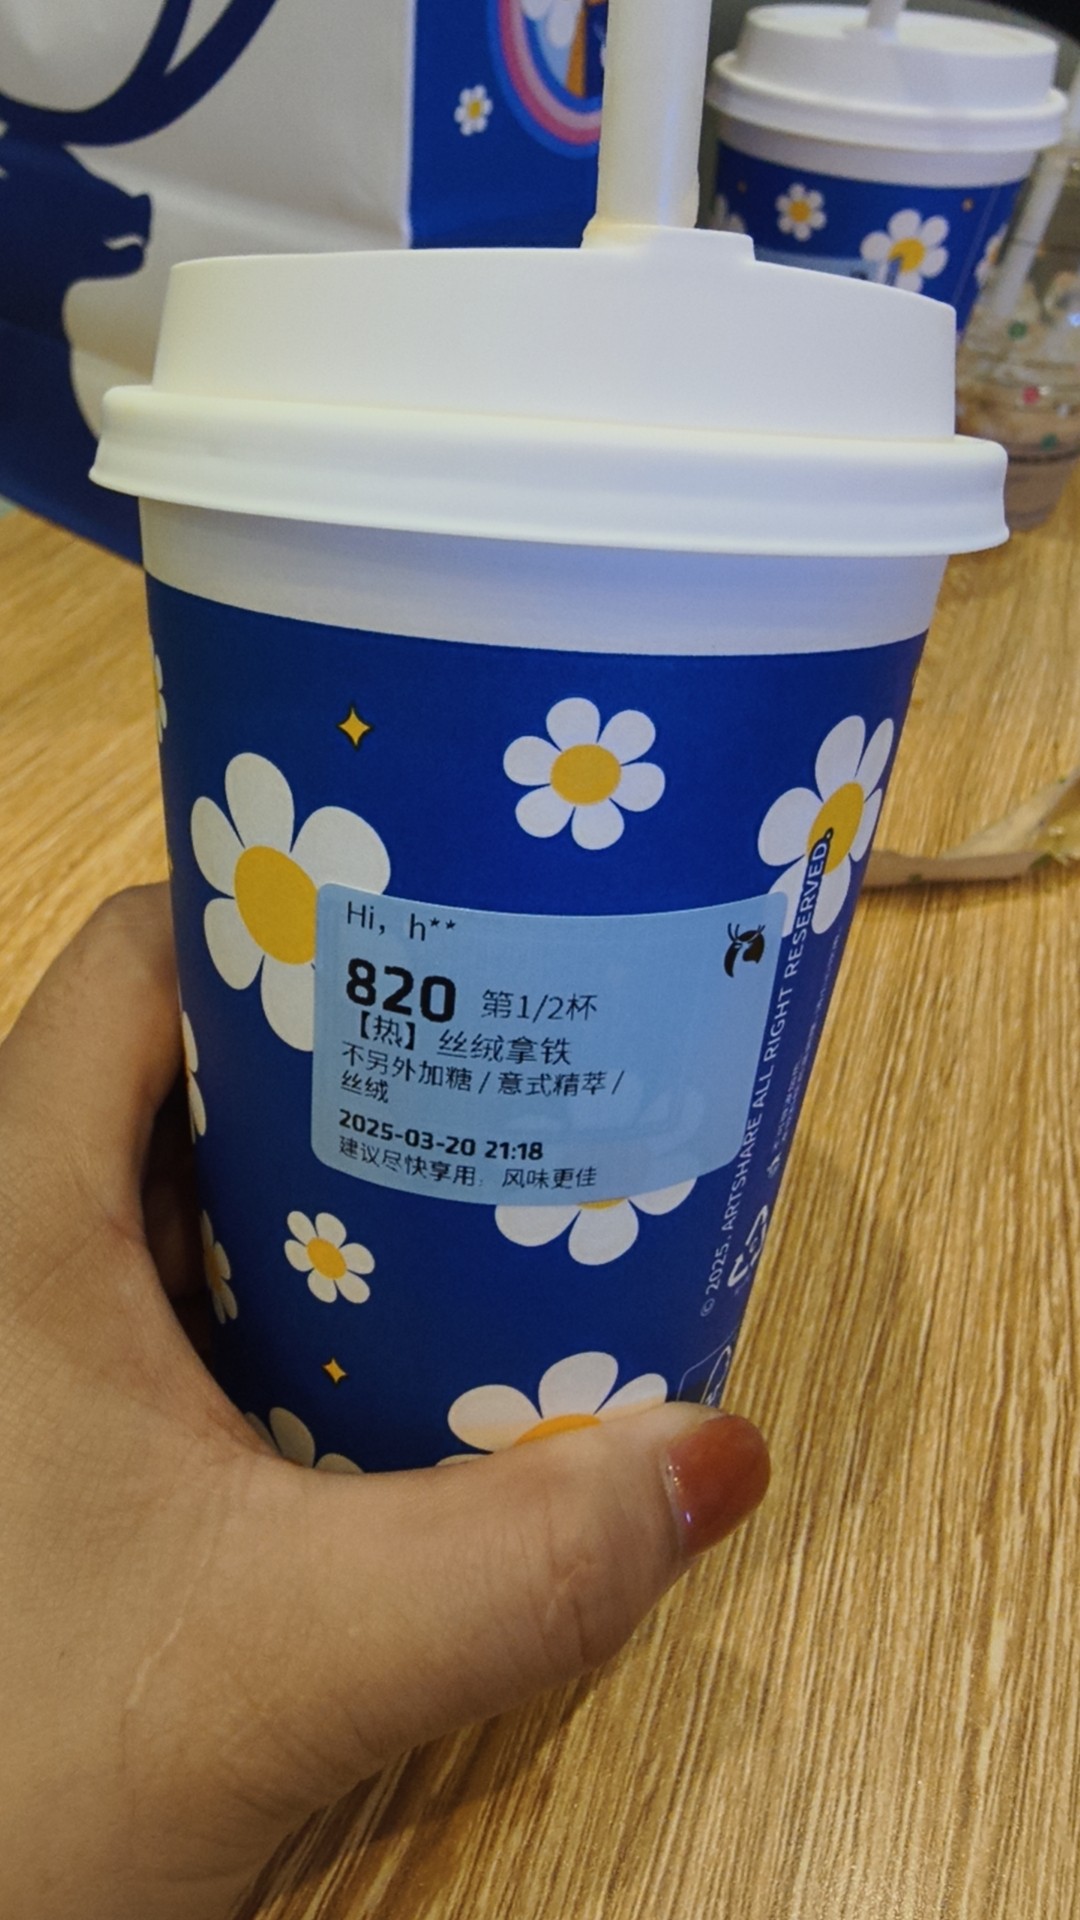 Hi, h**
820 第1/2杯
【热】丝绒拿铁
不另外加糖 / 意式精萃 /
丝绒
2025-03-20 21:18
建议尽快享用，风味更佳
© 2025. ARTSHARE ALL RIGHT RESERVED.